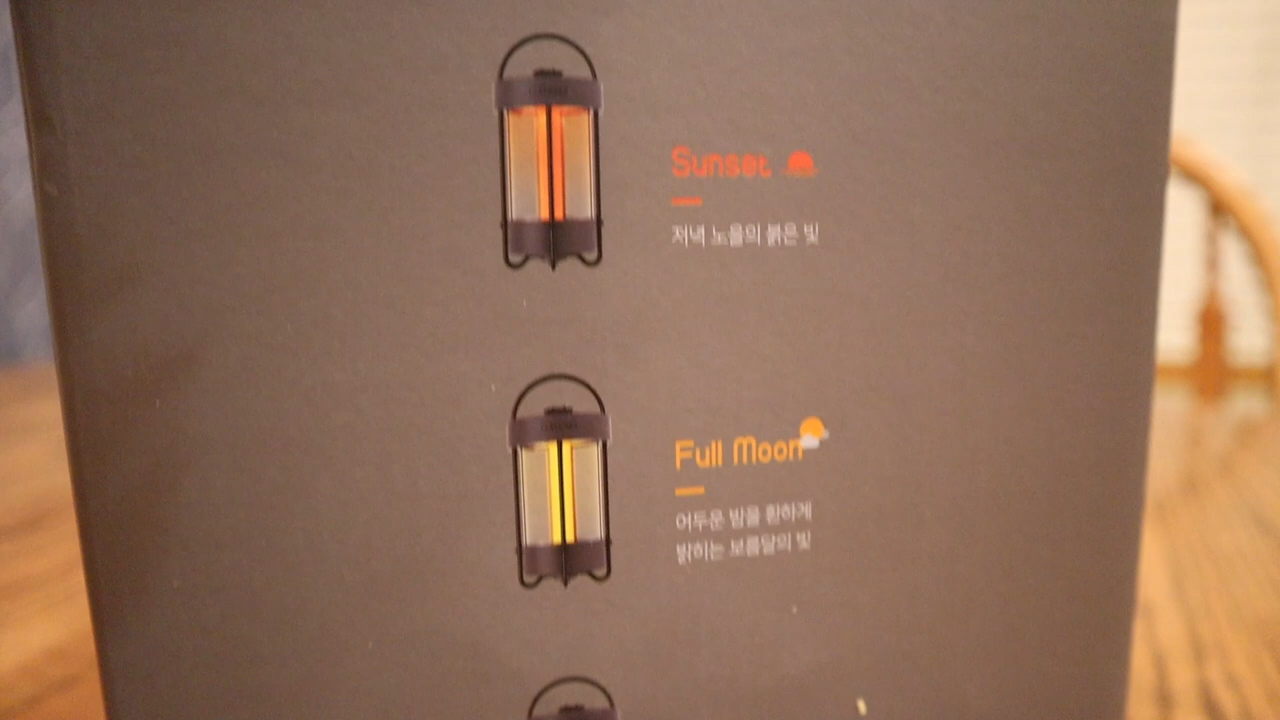 Sunset
저녁 노을의 붉은 빛
Full Moon
어두운 밤을 환하게
밝히는 보름달의 빛